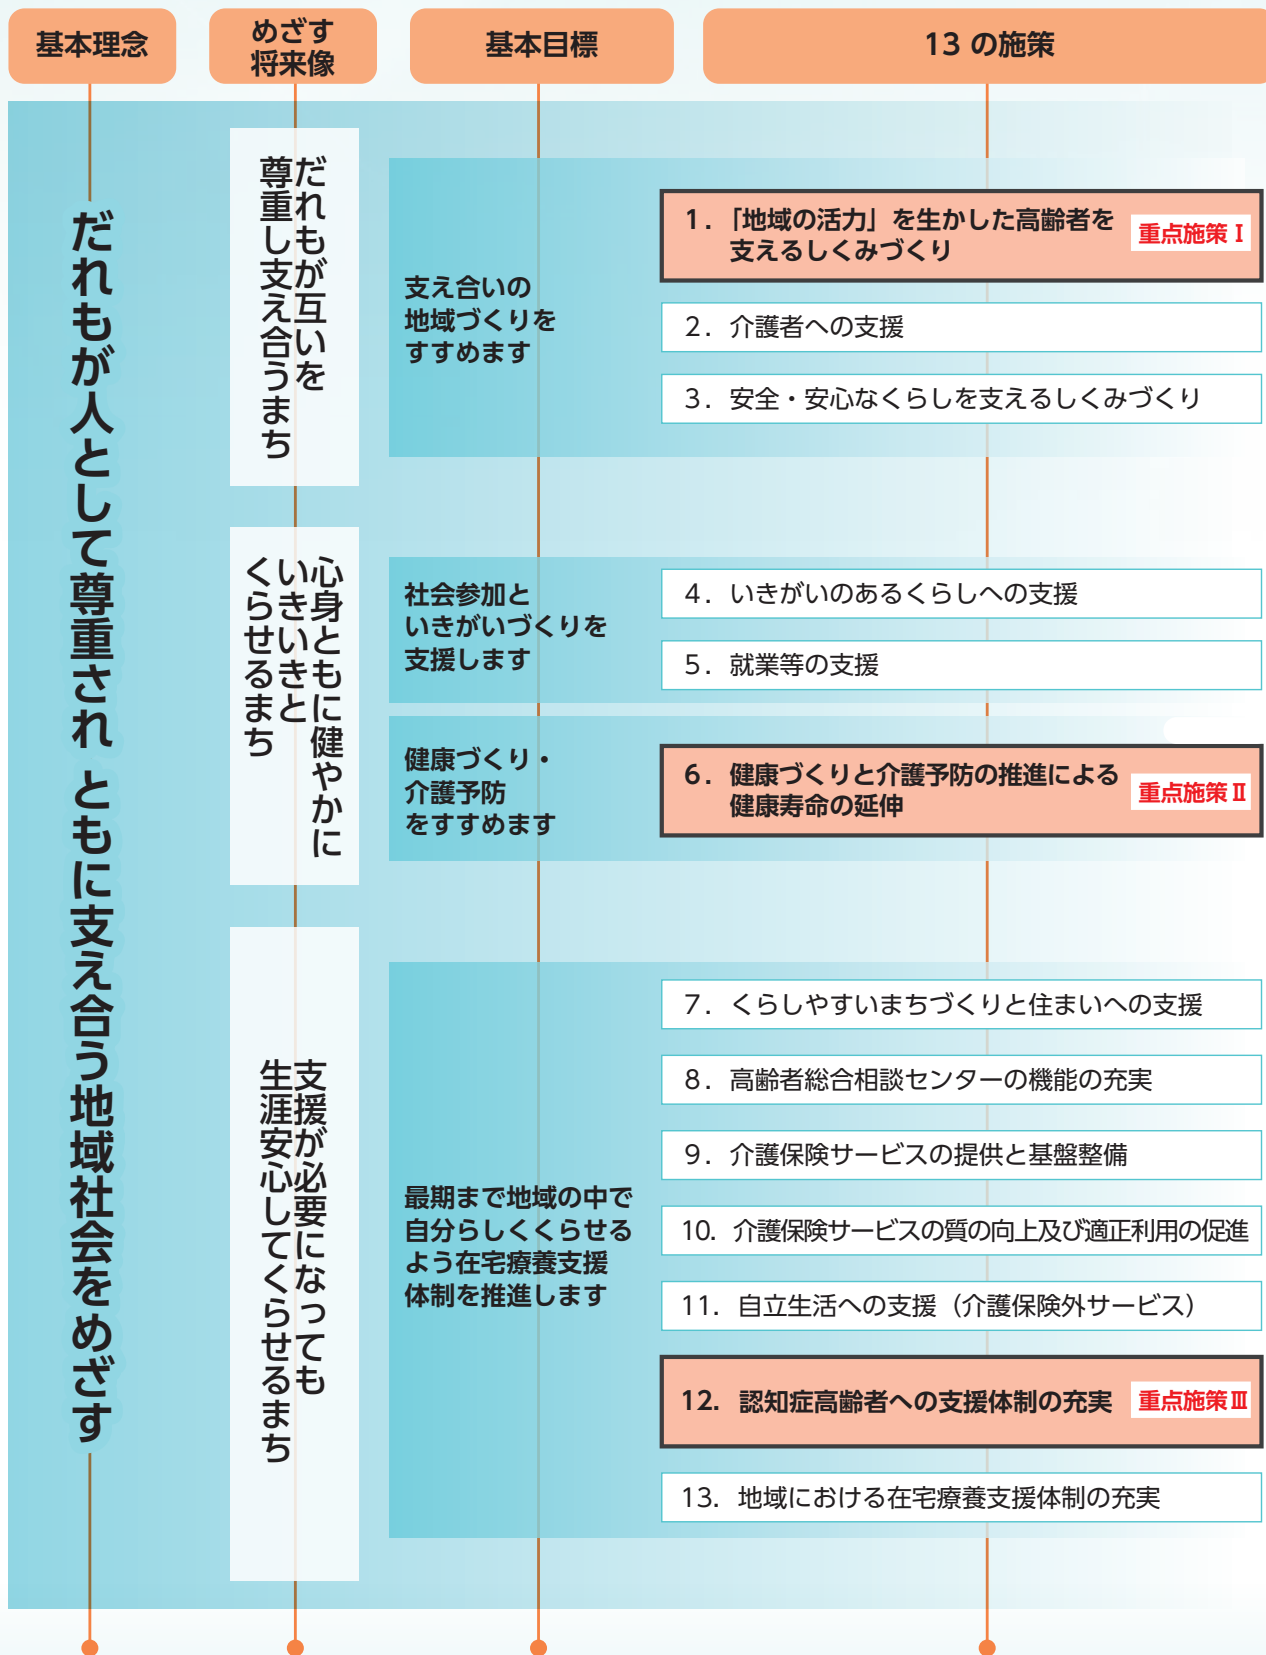 基本理念
めざす
将来像
基本目標
13 の施策
だれもが人として尊重され ともに支え合う地域社会をめざす
だれもが互いを
尊重し支え合うまち
支え合いの
地域づくりを
すすめます
1.「地域の活力」を生かした高齢者を
支えるしくみづくり
重点施策Ⅰ
2. 介護者への支援
3. 安全・安心なくらしを支えるしくみづくり
心身ともに健やかに
いきいきと
くらせるまち
社会参加と
いきがいづくりを
支援します
4. いきがいのあるくらしへの支援
5. 就業等の支援
健康づくり・
介護予防
をすすめます
6. 健康づくりと介護予防の推進による
健康寿命の延伸
重点施策Ⅱ
支援が必要になっても
生涯安心してくらせるまち
最期まで地域の中で
自分らしくくらせる
よう在宅療養支援
体制を推進します
7. くらしやすいまちづくりと住まいへの支援
8. 高齢者総合相談センターの機能の充実
9. 介護保険サービスの提供と基盤整備
10. 介護保険サービスの質の向上及び適正利用の促進
11. 自立生活への支援（介護保険外サービス）
12. 認知症高齢者への支援体制の充実
重点施策Ⅲ
13. 地域における在宅療養支援体制の充実